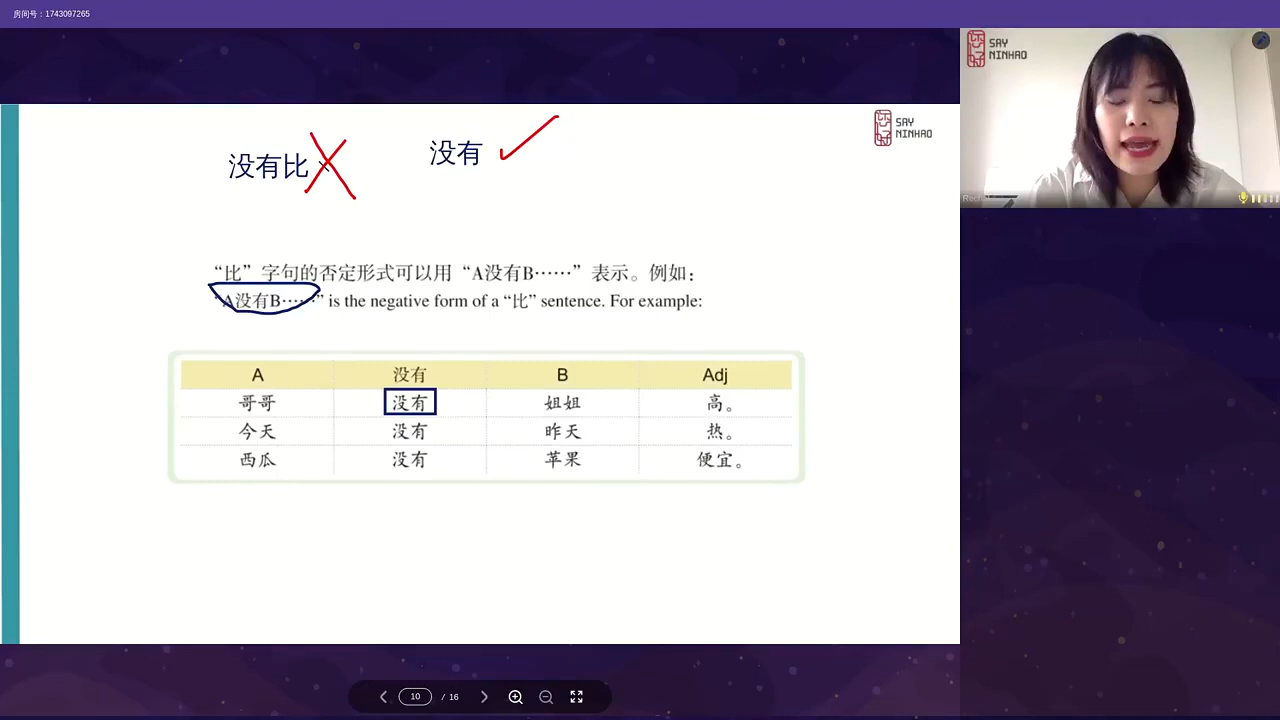 房间号：1743097265
SAY
NINHAO
SAY
NINHAO
没有比 ×
没有
“比”字句的否定形式可以用“A没有B……”表示。例如：
“A没有B……” is the negative form of a “比” sentence. For example:
A 没有 B Adj
哥哥 没有 姐姐 高。
今天 没有 昨天 热。
西瓜 没有 苹果 便宜。
10 / 16